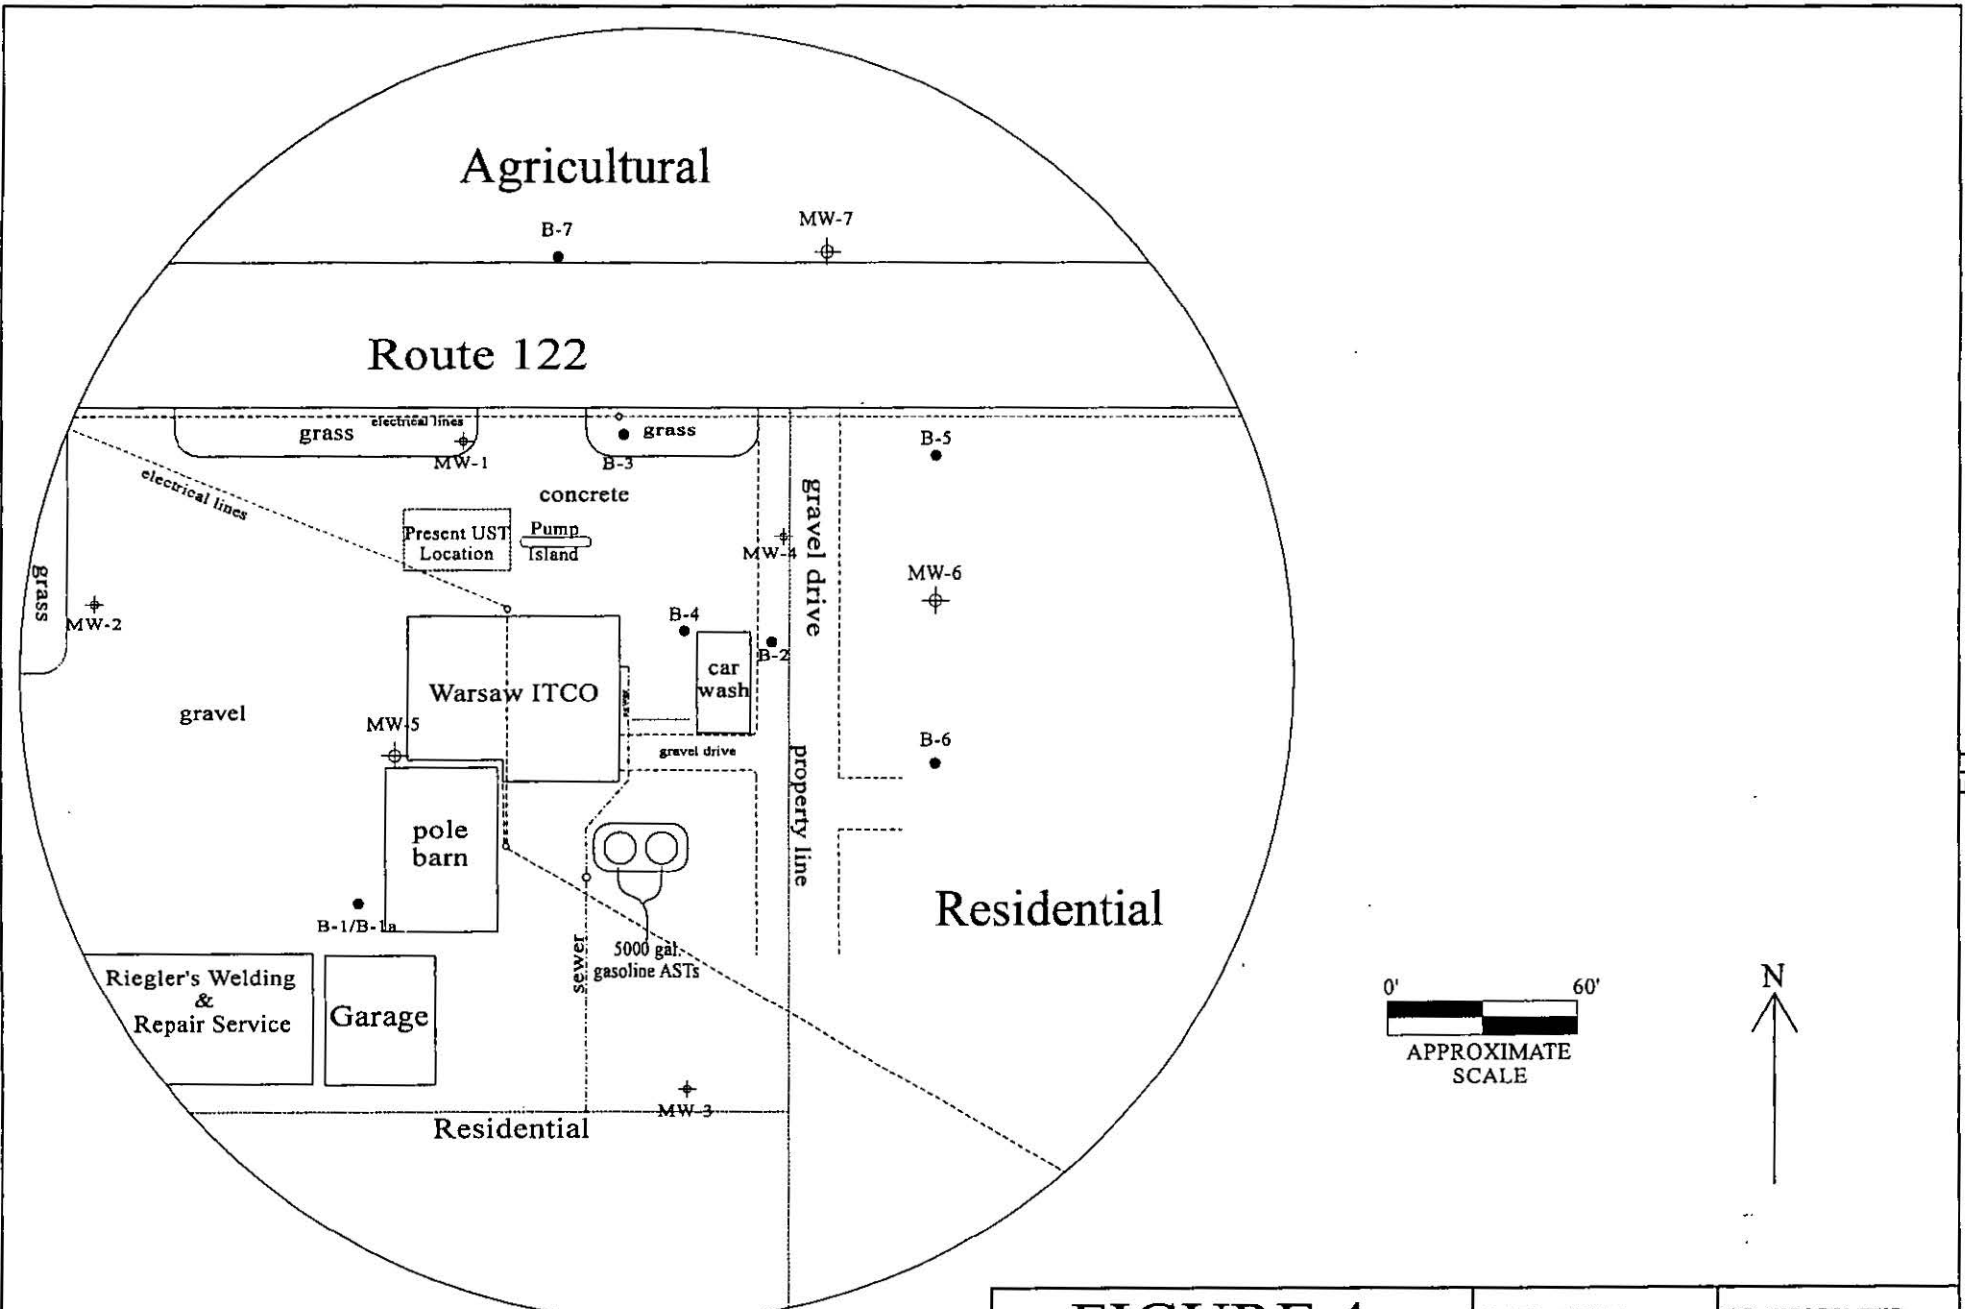 Agricultural
B-7
MW-7
Route 122
electrical lines
grass
MW-1
grass
B-3
B-5
electrical lines
concrete
gravel drive
Present UST
Location
Pump
Island
MW-4
MW-6
grass
MW-2
B-4
B-2
car
wash
Warsaw ITCO
gravel
MW-5
gravel drive
B-6
property line
pole
barn
B-1/B-1a
sewer
5000 gal.
gasoline ASTs
Residential
Riegler's Welding
&
Repair Service
Garage
0' 60'
APPROXIMATE
SCALE
N
MW-3
Residential